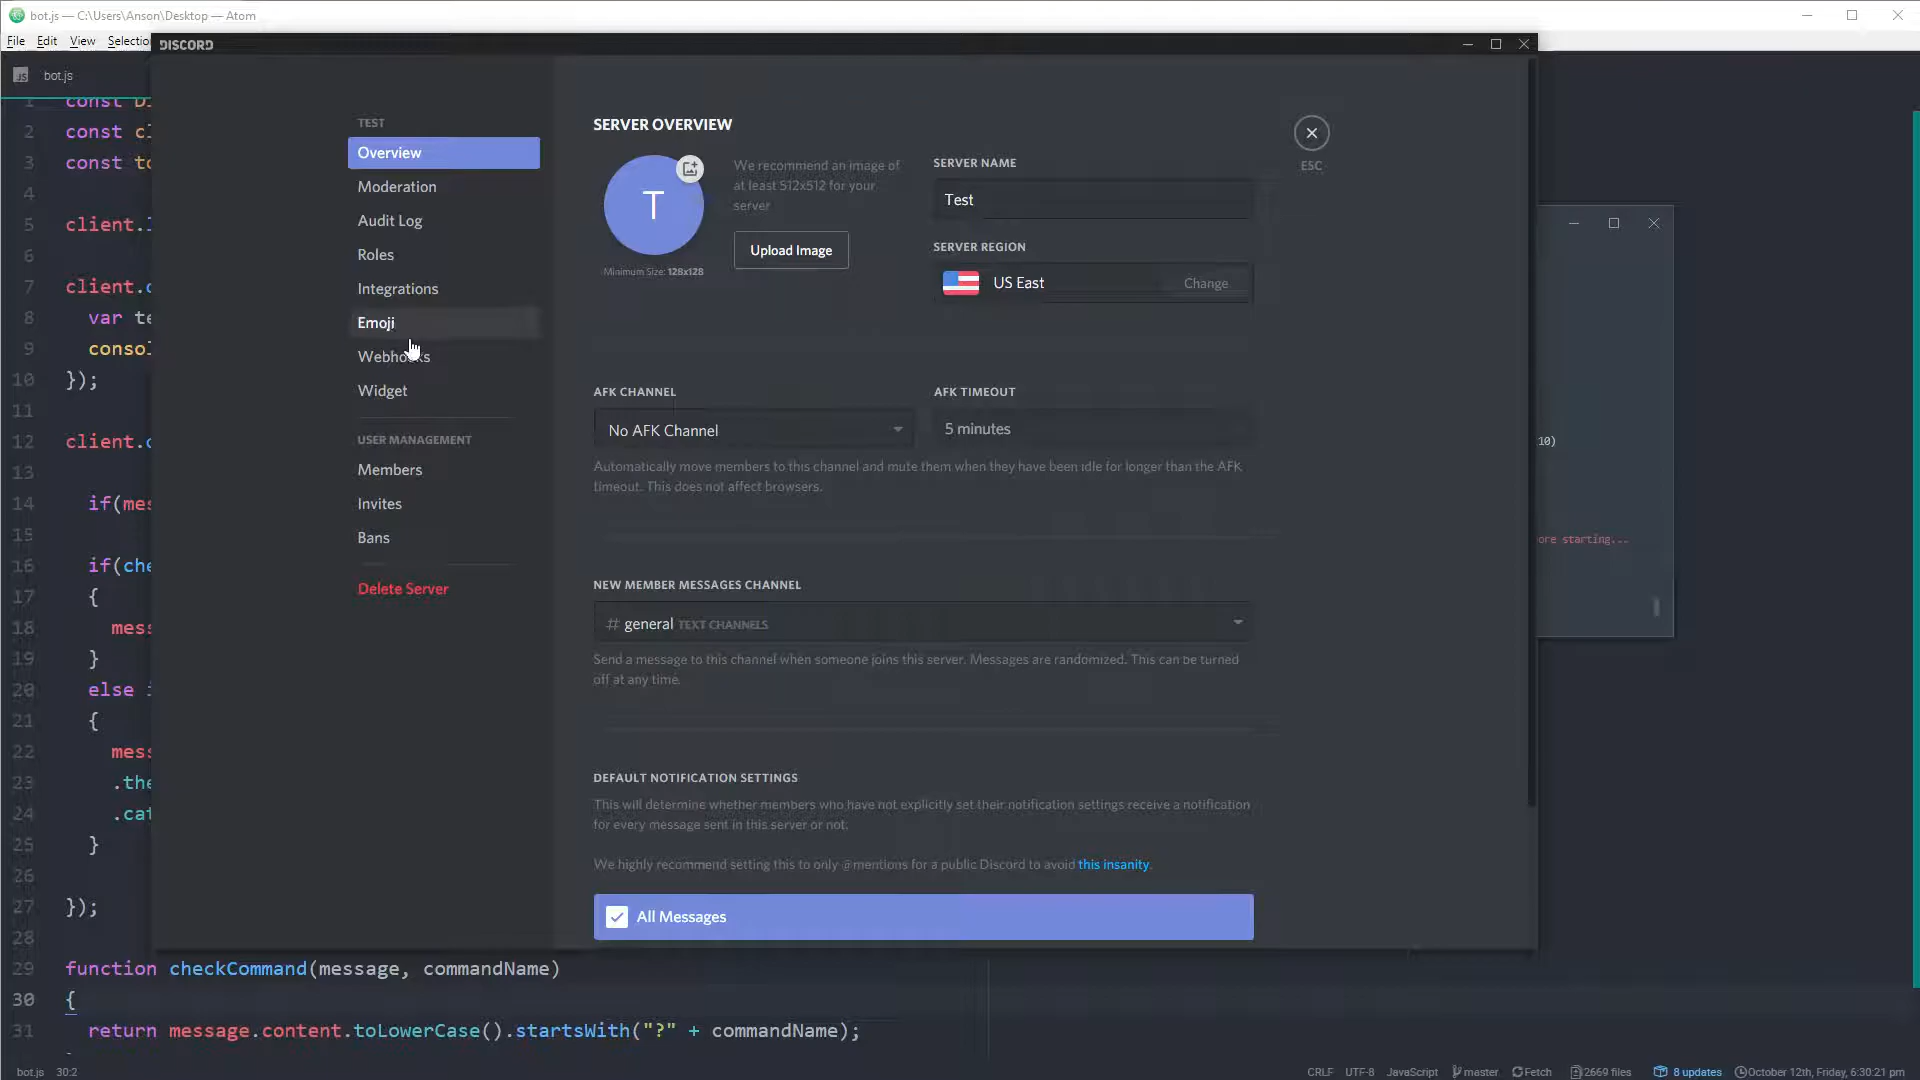 bot.js — C:\Users\Anson\Desktop — Atom
File Edit View Selectio
DISCORD
bot.js
1 const D
2 const cl
3 const to
4
5 client.
6
7 client.
8 var te
9 consol
10 });
11
12 client.
13
14 if(mes
15
16 if(che
17 {
18 mess
19 }
20 else
21 {
22 mess
23 .the
24 .cat
25 }
26
27 });
28
29 function checkCommand(message, commandName)
30 {
31 return message.content.toLowerCase().startsWith("?" + commandName);
TEST
Overview
Moderation
Audit Log
Roles
Integrations
Emoji
Webhooks
Widget
USER MANAGEMENT
Members
Invites
Bans
Delete Server
SERVER OVERVIEW
T
Minimum Size: 128x128
We recommend an image of
at least 512x512 for your
server
Upload Image
SERVER NAME
Test
SERVER REGION
US East Change
ESC
AFK CHANNEL
No AFK Channel
AFK TIMEOUT
5 minutes
Automatically move members to this channel and mute them when they have been idle for longer than the AFK
timeout. This does not affect browsers.
NEW MEMBER MESSAGES CHANNEL
# general TEXT CHANNELS
Send a message to this channel when someone joins this server. Messages are randomized. This can be turned
off at any time.
DEFAULT NOTIFICATION SETTINGS
This will determine whether members who have not explicitly set their notification settings receive a notification
for every message sent in this server or not.
We highly recommend setting this to only @mentions for a public Discord to avoid this insanity.
All Messages
10)
ore starting...
bot.js 30:2
CRLF UTF-8 JavaScript master Fetch 2669 files 8 updates October 12th, Friday, 6:30:21 pm